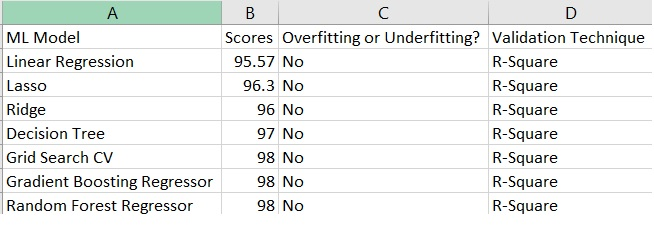 A B C D
ML Model Scores Overfitting or Underfitting? Validation Technique
Linear Regression 95.57 No R-Square
Lasso 96.3 No R-Square
Ridge 96 No R-Square
Decision Tree 97 No R-Square
Grid Search CV 98 No R-Square
Gradient Boosting Regressor 98 No R-Square
Random Forest Regressor 98 No R-Square